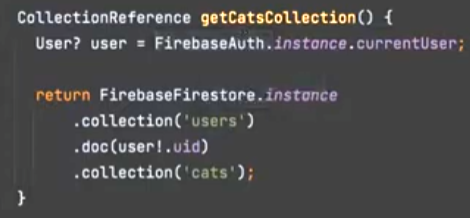 CollectionReference getCatsCollection() {
  User? user = FirebaseAuth.instance.currentUser;

  return FirebaseFirestore.instance
      .collection('users')
      .doc(user!.uid)
      .collection('cats');
}